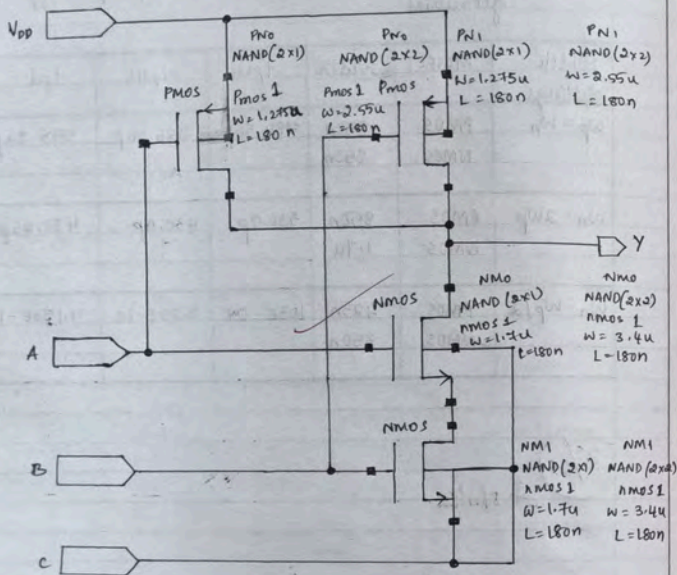 VDD
PN0
NAND(2x1)
PMOS
Pmos 1
W = 1.275u
L = 180n
PN0
NAND(2x2)
Pmos 1
Pmos
W = 2.55u
L = 180n
PN1
NAND(2x1)
W = 1.275u
L = 180n
PN1
NAND(2x2)
W = 2.55u
L = 180n
Y
NMOS
NM0
NAND(2x1)
nmos 1
W = 1.7u
L = 180n
NM0
NAND(2x2)
nmos 1
W = 3.4u
L = 180n
A
NMOS
B
NM1
NAND(2x1)
nmos 1
W = 1.7u
L = 180n
NM1
NAND(2x2)
nmos 1
W = 3.4u
L = 180n
C